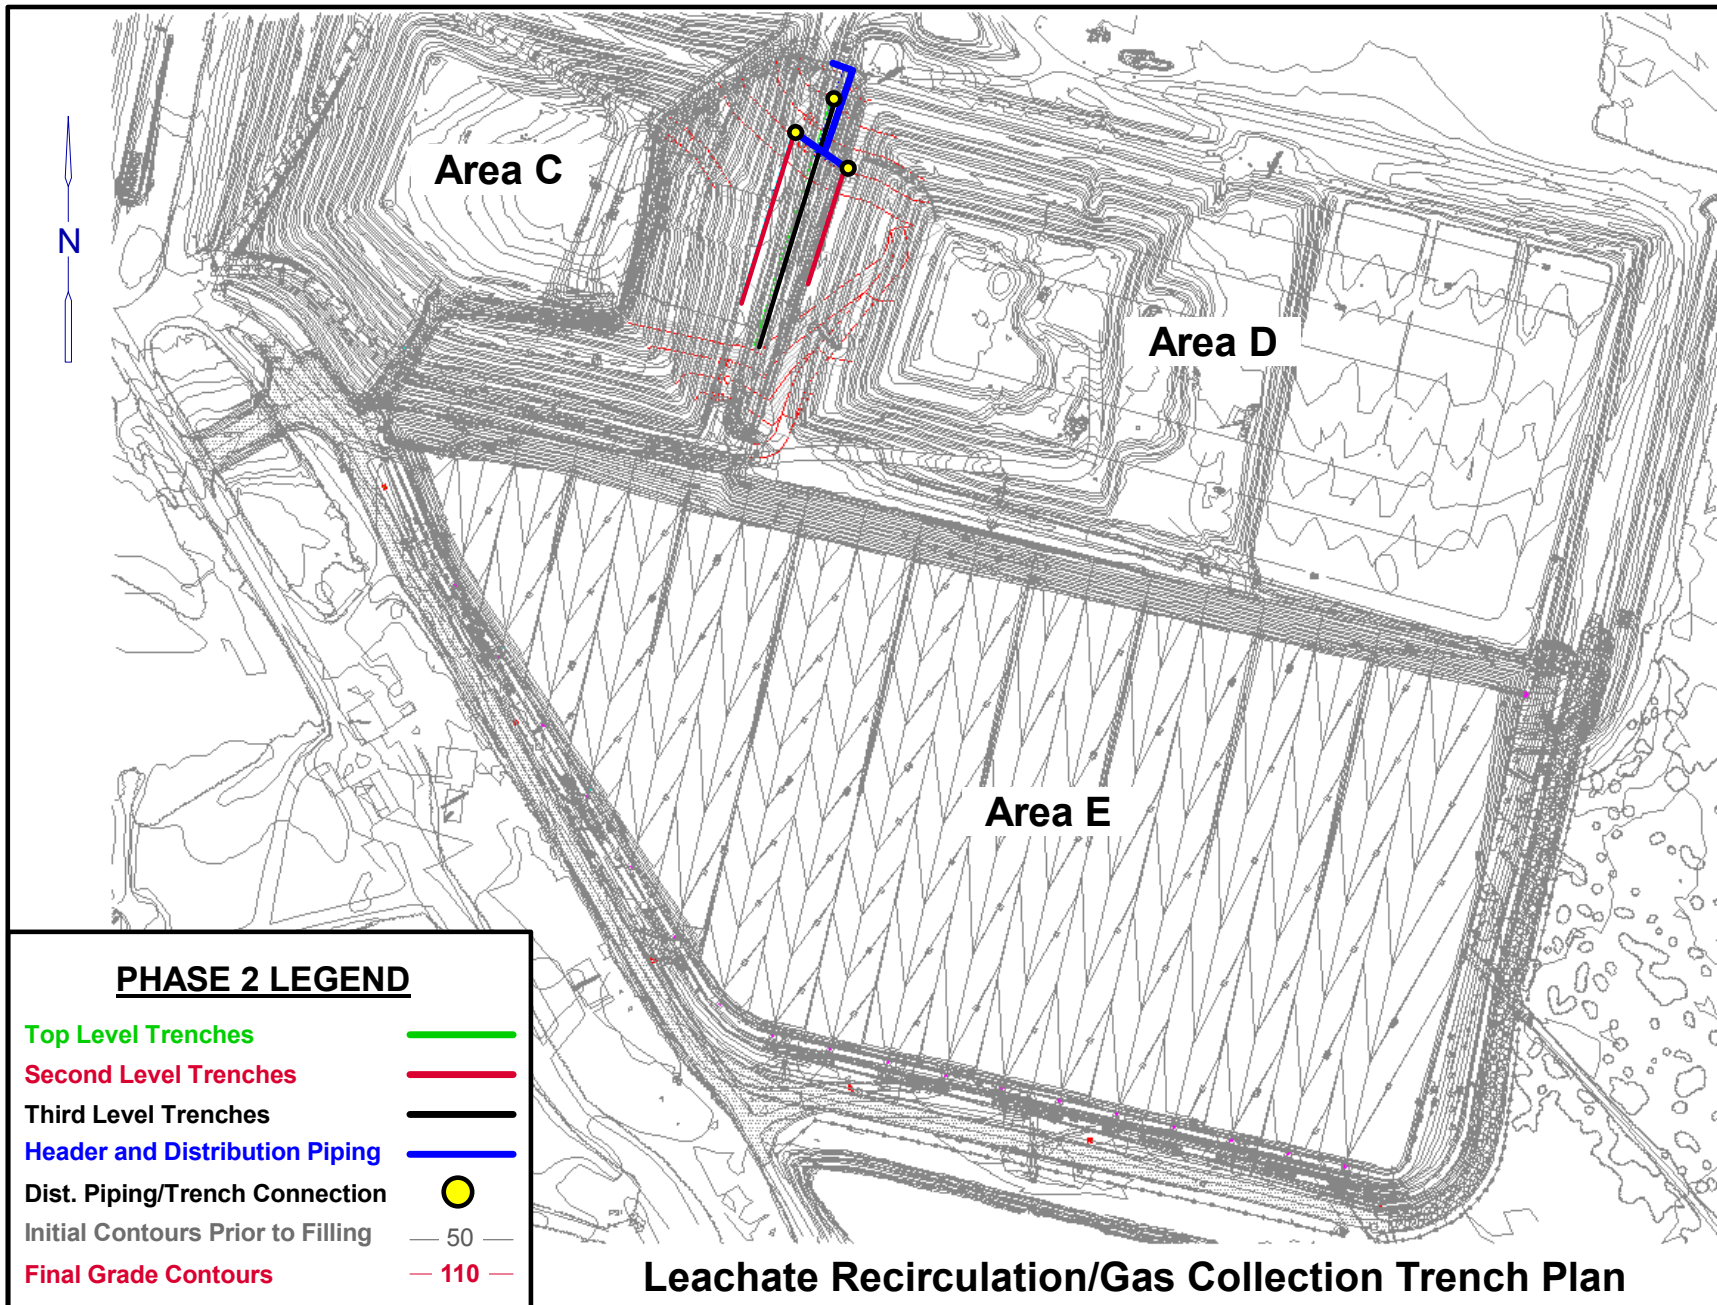 Area C
N
Area D
Area E
PHASE 2 LEGEND
Top Level Trenches
Second Level Trenches
Third Level Trenches
Header and Distribution Piping
Dist. Piping/Trench Connection
Initial Contours Prior to Filling 50
Final Grade Contours 110
Leachate Recirculation/Gas Collection Trench Plan